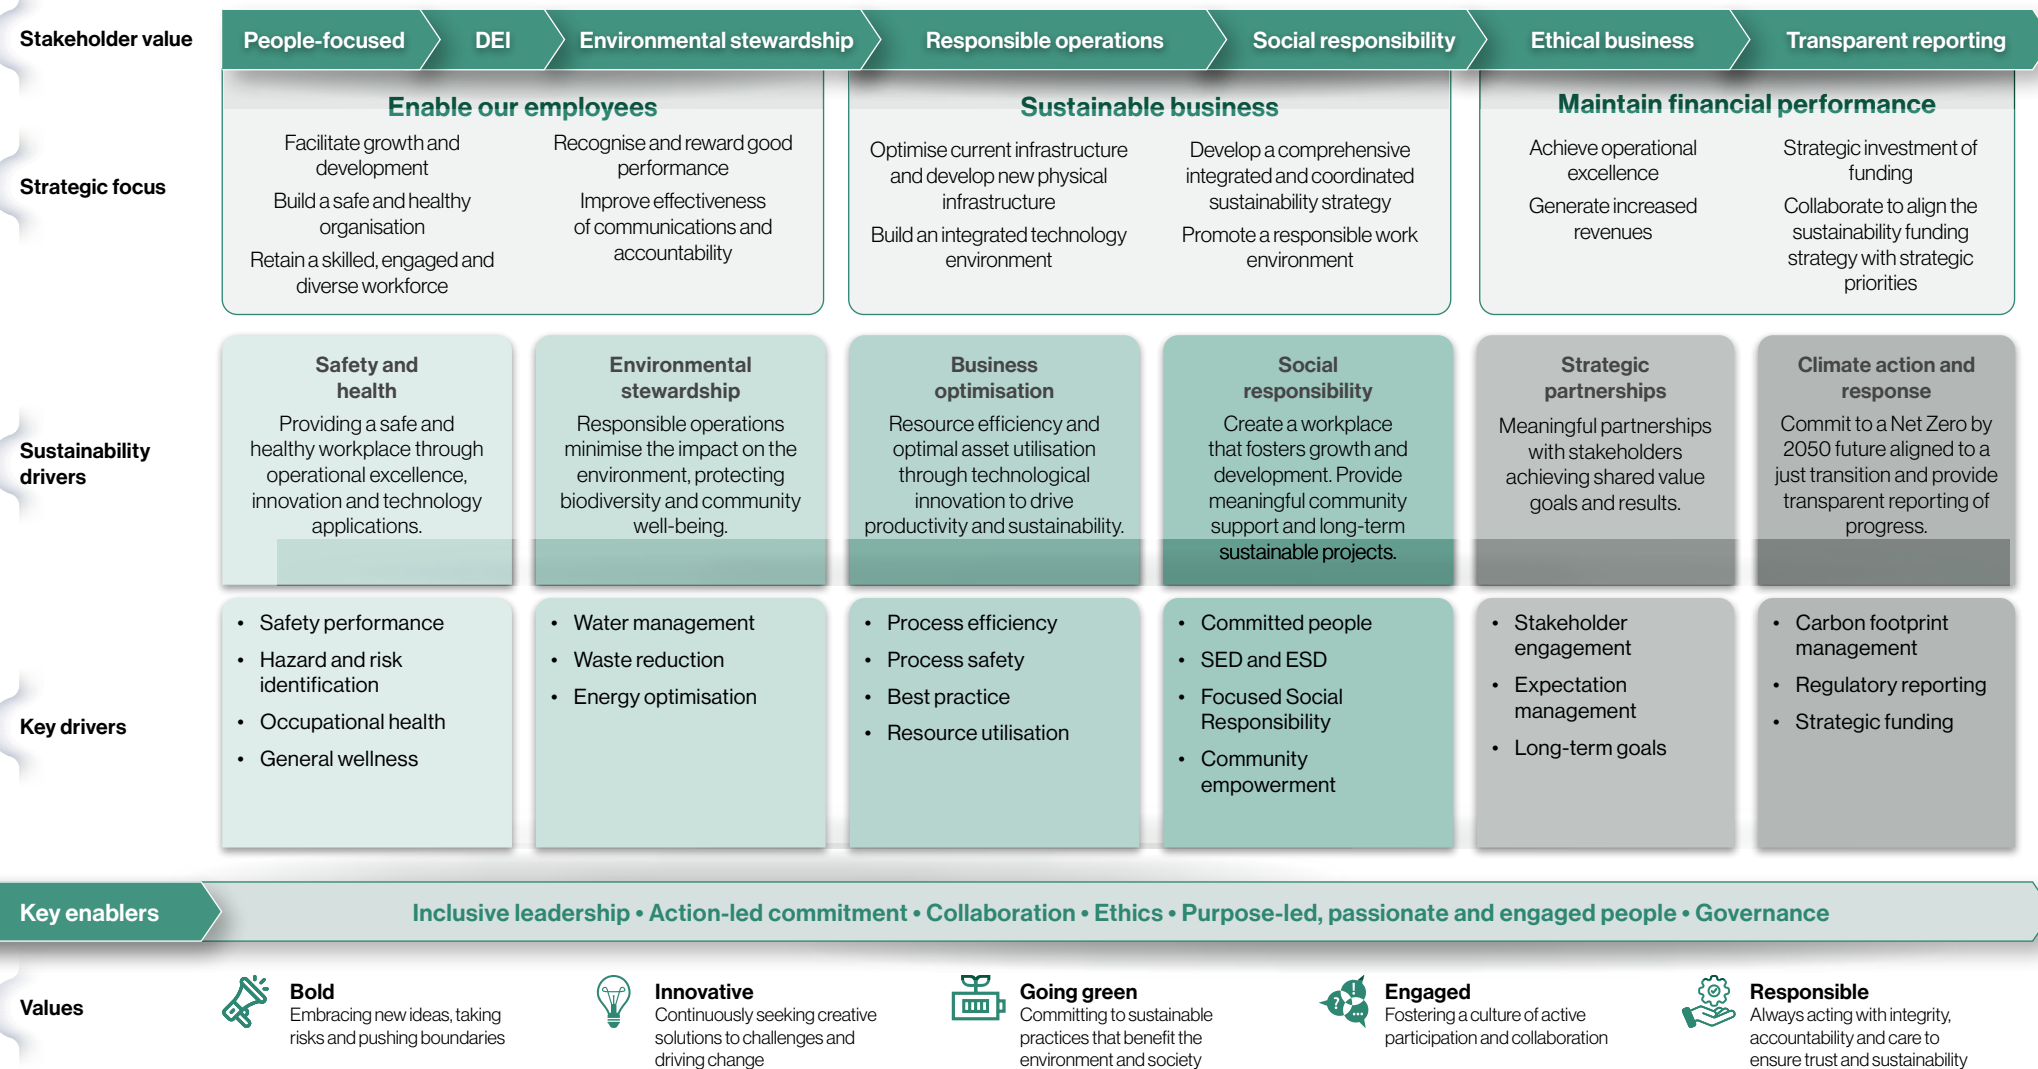 Stakeholder value
People-focused
DEI
Environmental stewardship
Responsible operations
Social responsibility
Ethical business
Transparent reporting
Strategic focus
Enable our employees
Facilitate growth and
development
Build a safe and healthy
organisation
Retain a skilled, engaged and
diverse workforce
Recognise and reward good
performance
Improve effectiveness
of communications and
accountability
Sustainable business
Optimise current infrastructure
and develop new physical
infrastructure
Build an integrated technology
environment
Develop a comprehensive
integrated and coordinated
sustainability strategy
Promote a responsible work
environment
Maintain financial performance
Achieve operational
excellence
Generate increased
revenues
Strategic investment of
funding
Collaborate to align the
sustainability funding
strategy with strategic
priorities
Sustainability
drivers
Safety and
health
Providing a safe and
healthy workplace through
operational excellence,
innovation and technology
applications.
Environmental
stewardship
Responsible operations
minimise the impact on the
environment, protecting
biodiversity and community
well-being.
Business
optimisation
Resource efficiency and
optimal asset utilisation
through technological
innovation to drive
productivity and sustainability.
Social
responsibility
Create a workplace
that fosters growth and
development. Provide
meaningful community
support and long-term
sustainable projects.
Strategic
partnerships
Meaningful partnerships
with stakeholders
achieving shared value
goals and results.
Climate action and
response
Commit to a Net Zero by
2050 future aligned to a
just transition and provide
transparent reporting of
progress.
Key drivers
• Safety performance
• Hazard and risk
identification
• Occupational health
• General wellness
• Water management
• Waste reduction
• Energy optimisation
• Process efficiency
• Process safety
• Best practice
• Resource utilisation
• Committed people
• SED and ESD
• Focused Social
Responsibility
• Community
empowerment
• Stakeholder
engagement
• Expectation
management
• Long-term goals
• Carbon footprint
management
• Regulatory reporting
• Strategic funding
Key enablers
Inclusive leadership • Action-led commitment • Collaboration • Ethics • Purpose-led, passionate and engaged people • Governance
Values
Bold
Embracing new ideas, taking
risks and pushing boundaries
Innovative
Continuously seeking creative
solutions to challenges and
driving change
Going green
Committing to sustainable
practices that benefit the
environment and society
Engaged
Fostering a culture of active
participation and collaboration
Responsible
Always acting with integrity,
accountability and care to
ensure trust and sustainability